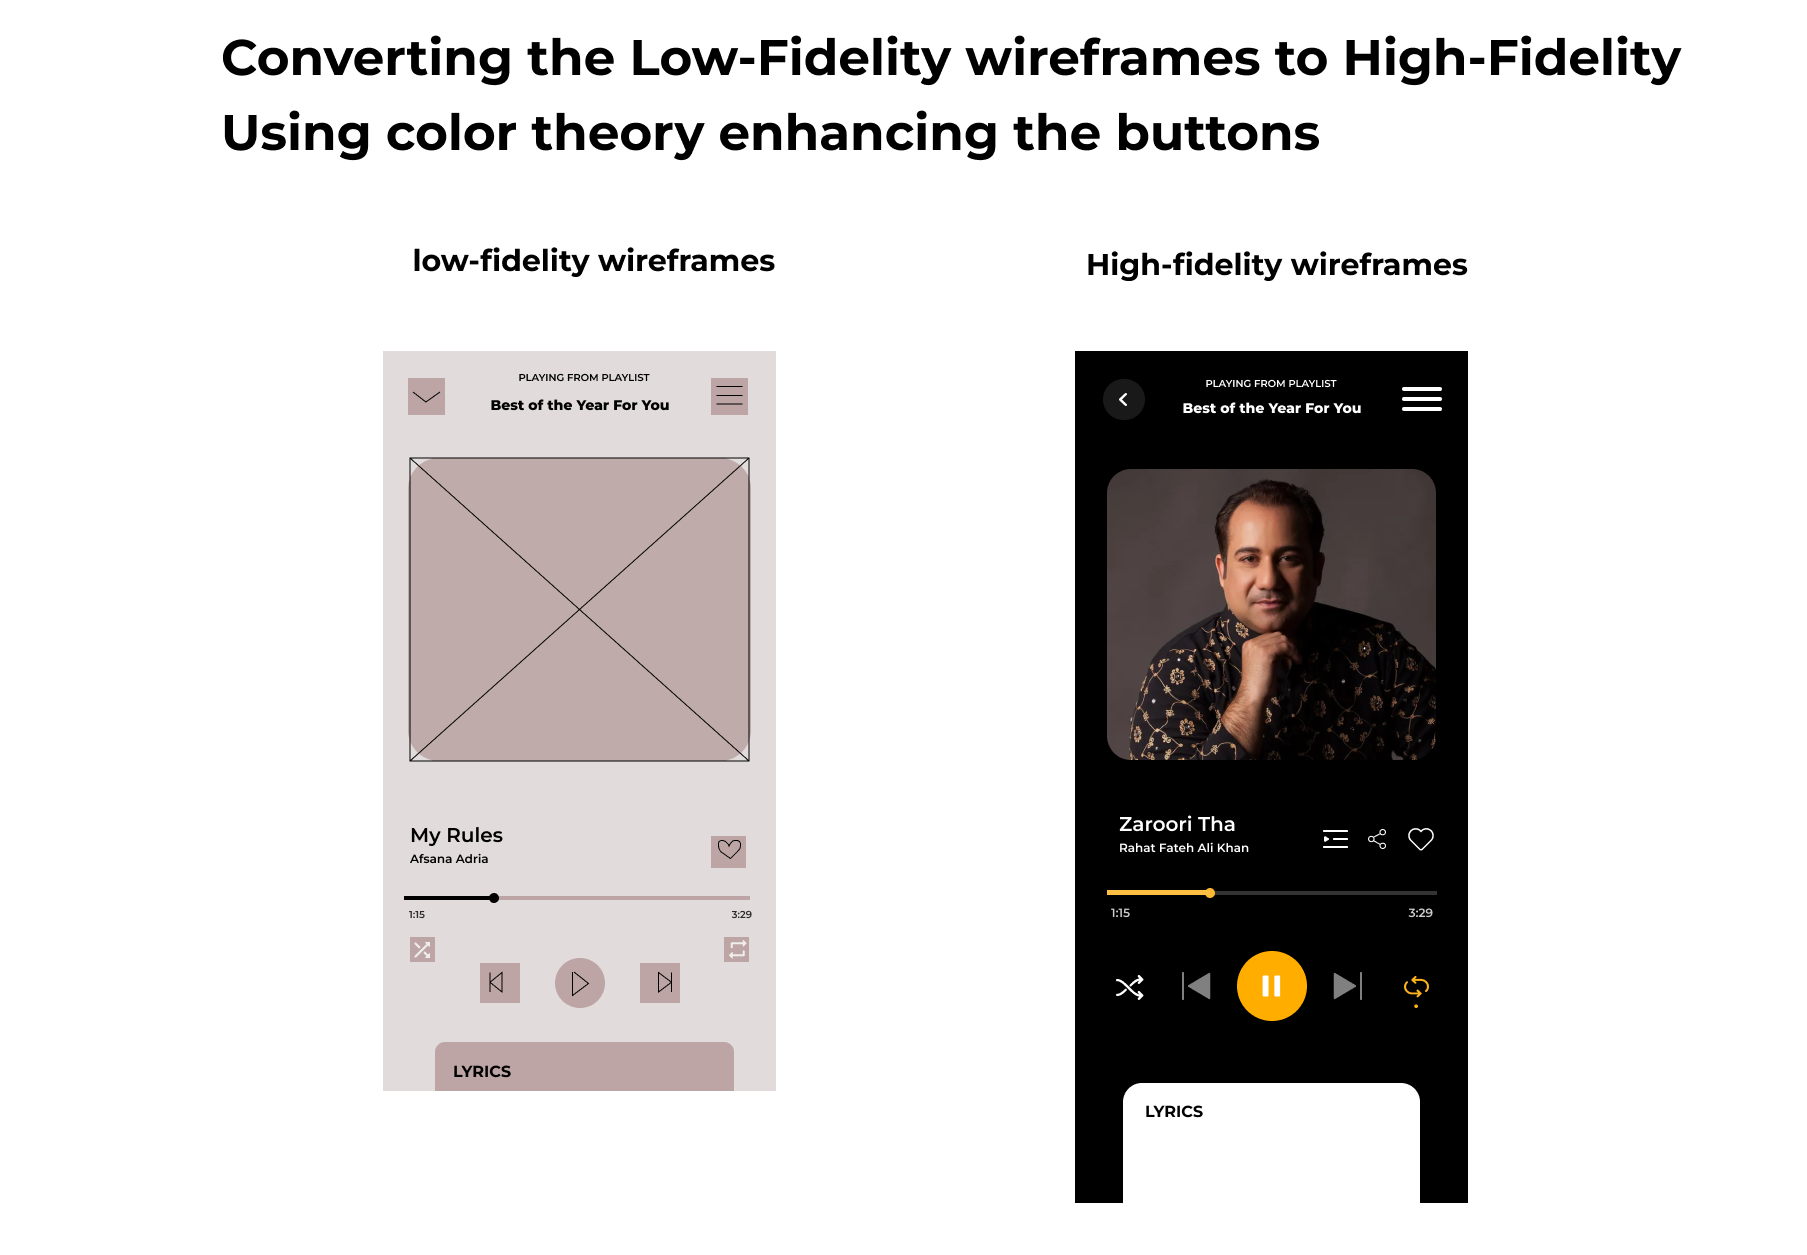 Converting the Low-Fidelity wireframes to High-Fidelity
Using color theory enhancing the buttons
low-fidelity wireframes
High-fidelity wireframes
PLAYING FROM PLAYLIST
Best of the Year For You
My Rules
Afsana Adria
1:15
3:29
LYRICS
PLAYING FROM PLAYLIST
Best of the Year For You
Zaroori Tha
Rahat Fateh Ali Khan
1:15
3:29
LYRICS